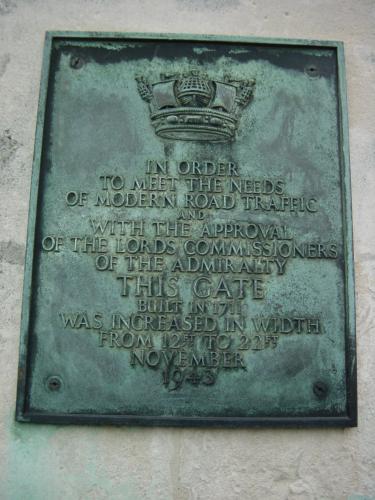 IN ORDER
TO MEET THE NEEDS
OF MODERN ROAD TRAFFIC
AND
WITH THE APPROVAL
OF THE LORDS COMMISSIONERS
OF THE ADMIRALTY
THIS GATE
BUILT IN 1711
WAS INCREASED IN WIDTH
FROM 12FT TO 22FT
NOVEMBER
1943